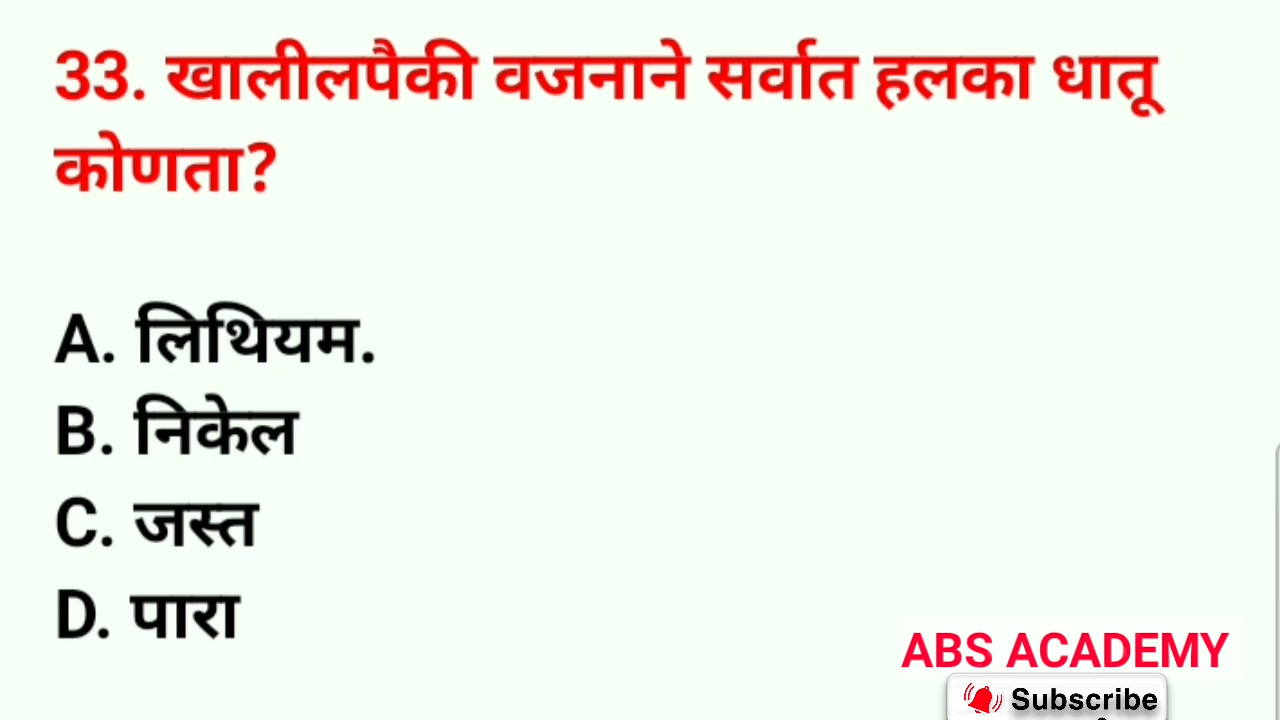 33. खालीलपैकी वजनाने सर्वात हलका धातू
कोणता?
A. लिथियम.
B. निकेल
C. जस्त
D. पारा
ABS ACADEMY
Subscribe